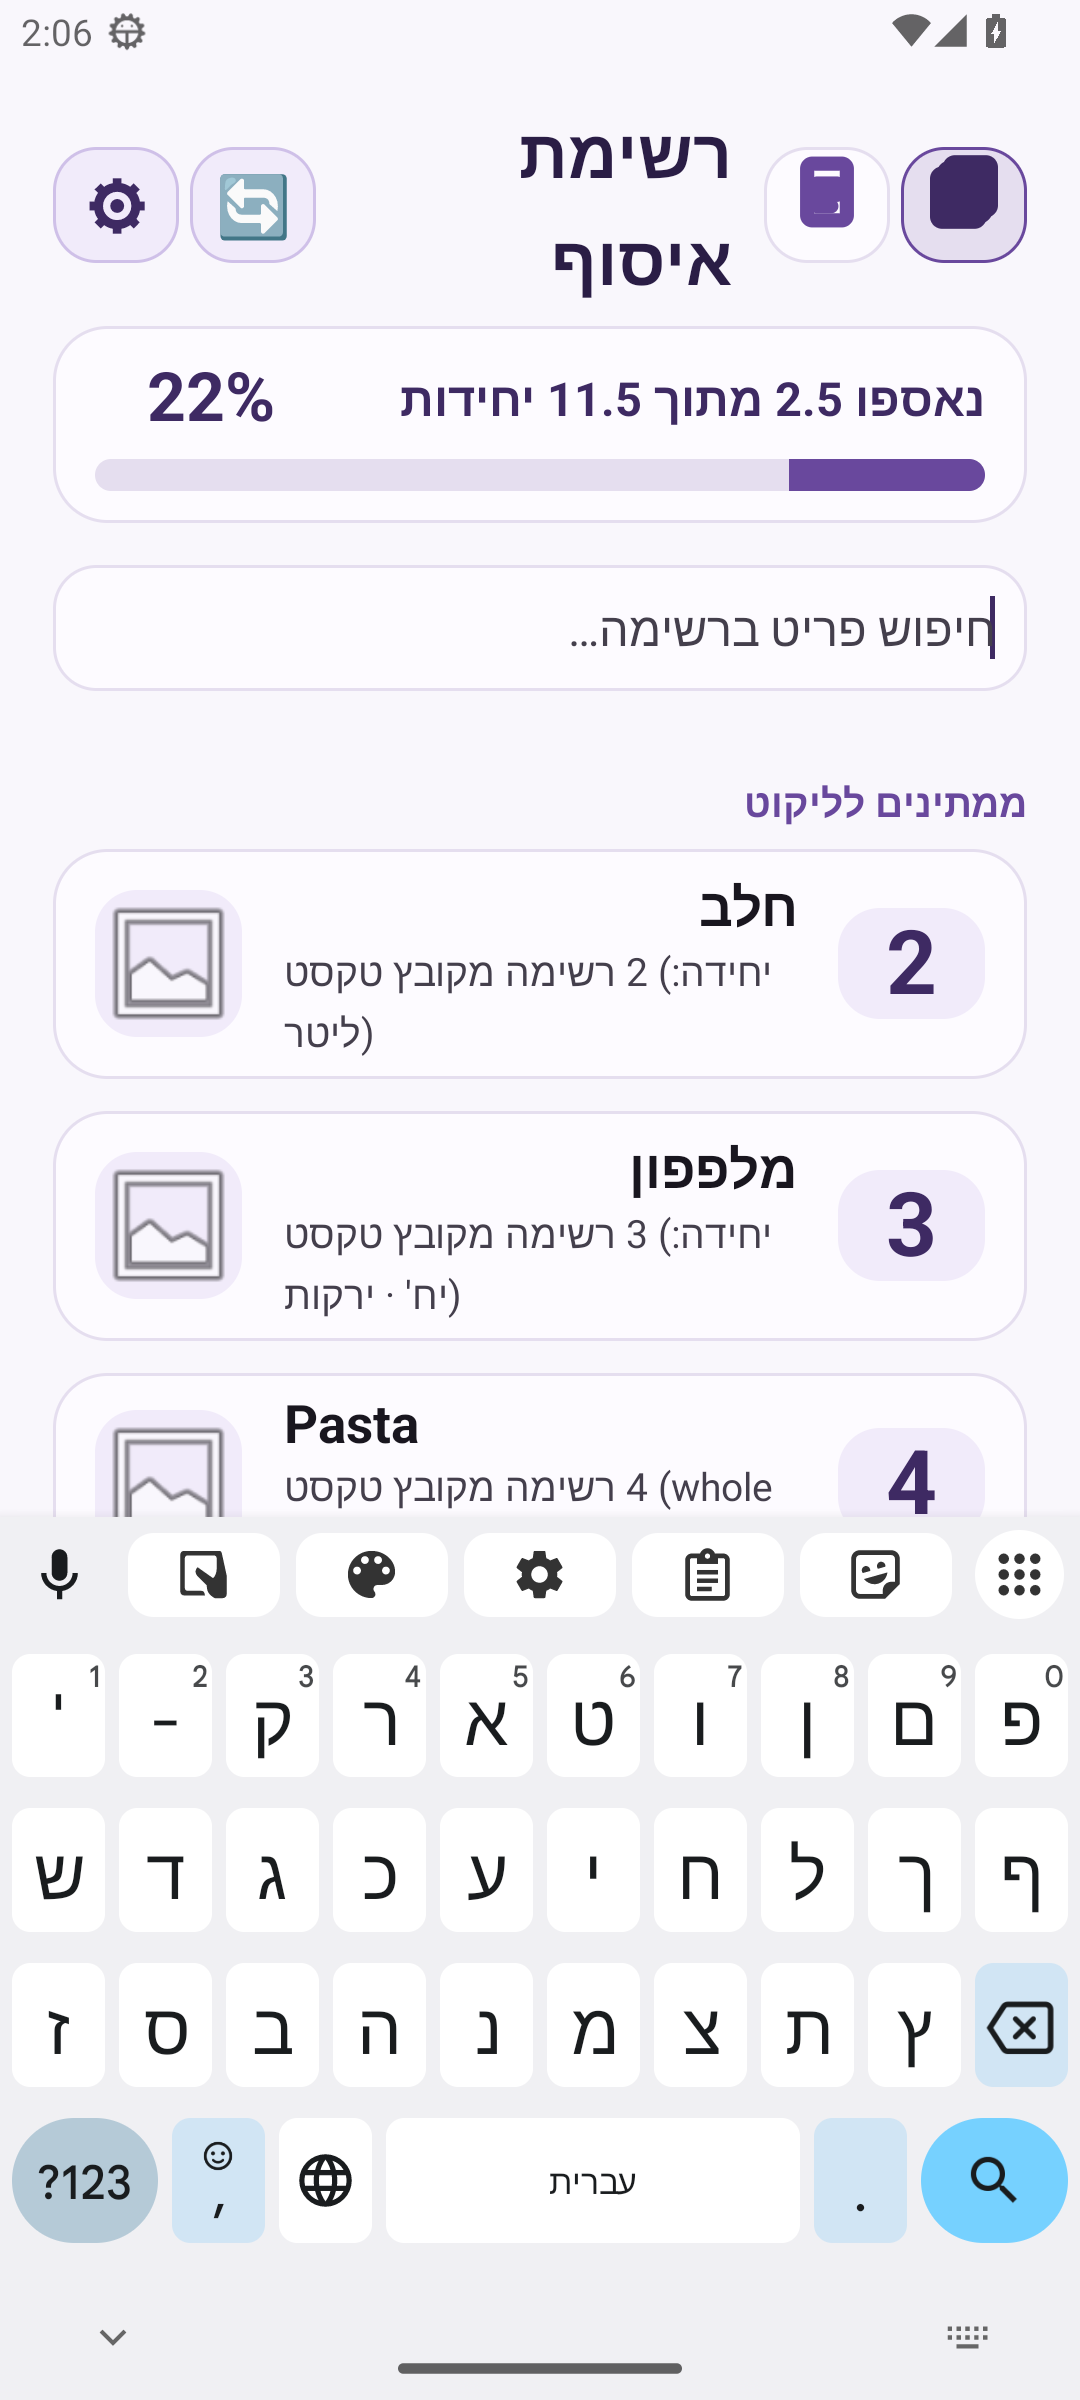 2:06
רשימת
איסוף
נאספו 2.5 מתוך 11.5 יחידות
22%
חיפוש פריט ברשימה...
ממתינים לליקוט
2
חלב
יחידה:) 2 רשימה מקובץ טקסט
(ליטר
3
מלפפון
יחידה:) 3 רשימה מקובץ טקסט
(יח' · ירקות
4
Pasta
whole) 4 רשימה מקובץ טקסט
' 1 - 2 ק 3 ר 4 א 5 ט 6 ו 7 ן 8 ם 9 פ 0
ש ד ג כ ע י ח ל ך ף
ז ס ב ה נ מ צ ת ץ
?123 , עברית .